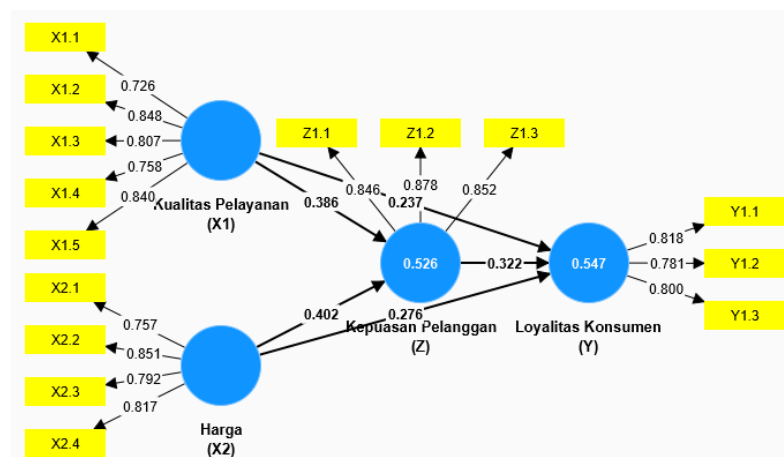 X1.1
0.726
X1.2
0.848
X1.3
0.807
X1.4
0.758
X1.5
0.840
Kualitas Pelayanan
(X1)
Z1.1
Z1.2
Z1.3
0.846
0.878
0.852
0.386
0.237
0.526
0.322
0.547
Kepuasan Pelanggan
(Z)
Loyalitas Konsumen
(Y)
0.818
Y1.1
0.781
Y1.2
0.800
Y1.3
0.402
0.276
X2.1
0.757
X2.2
0.851
X2.3
0.792
X2.4
0.817
Harga
(X2)